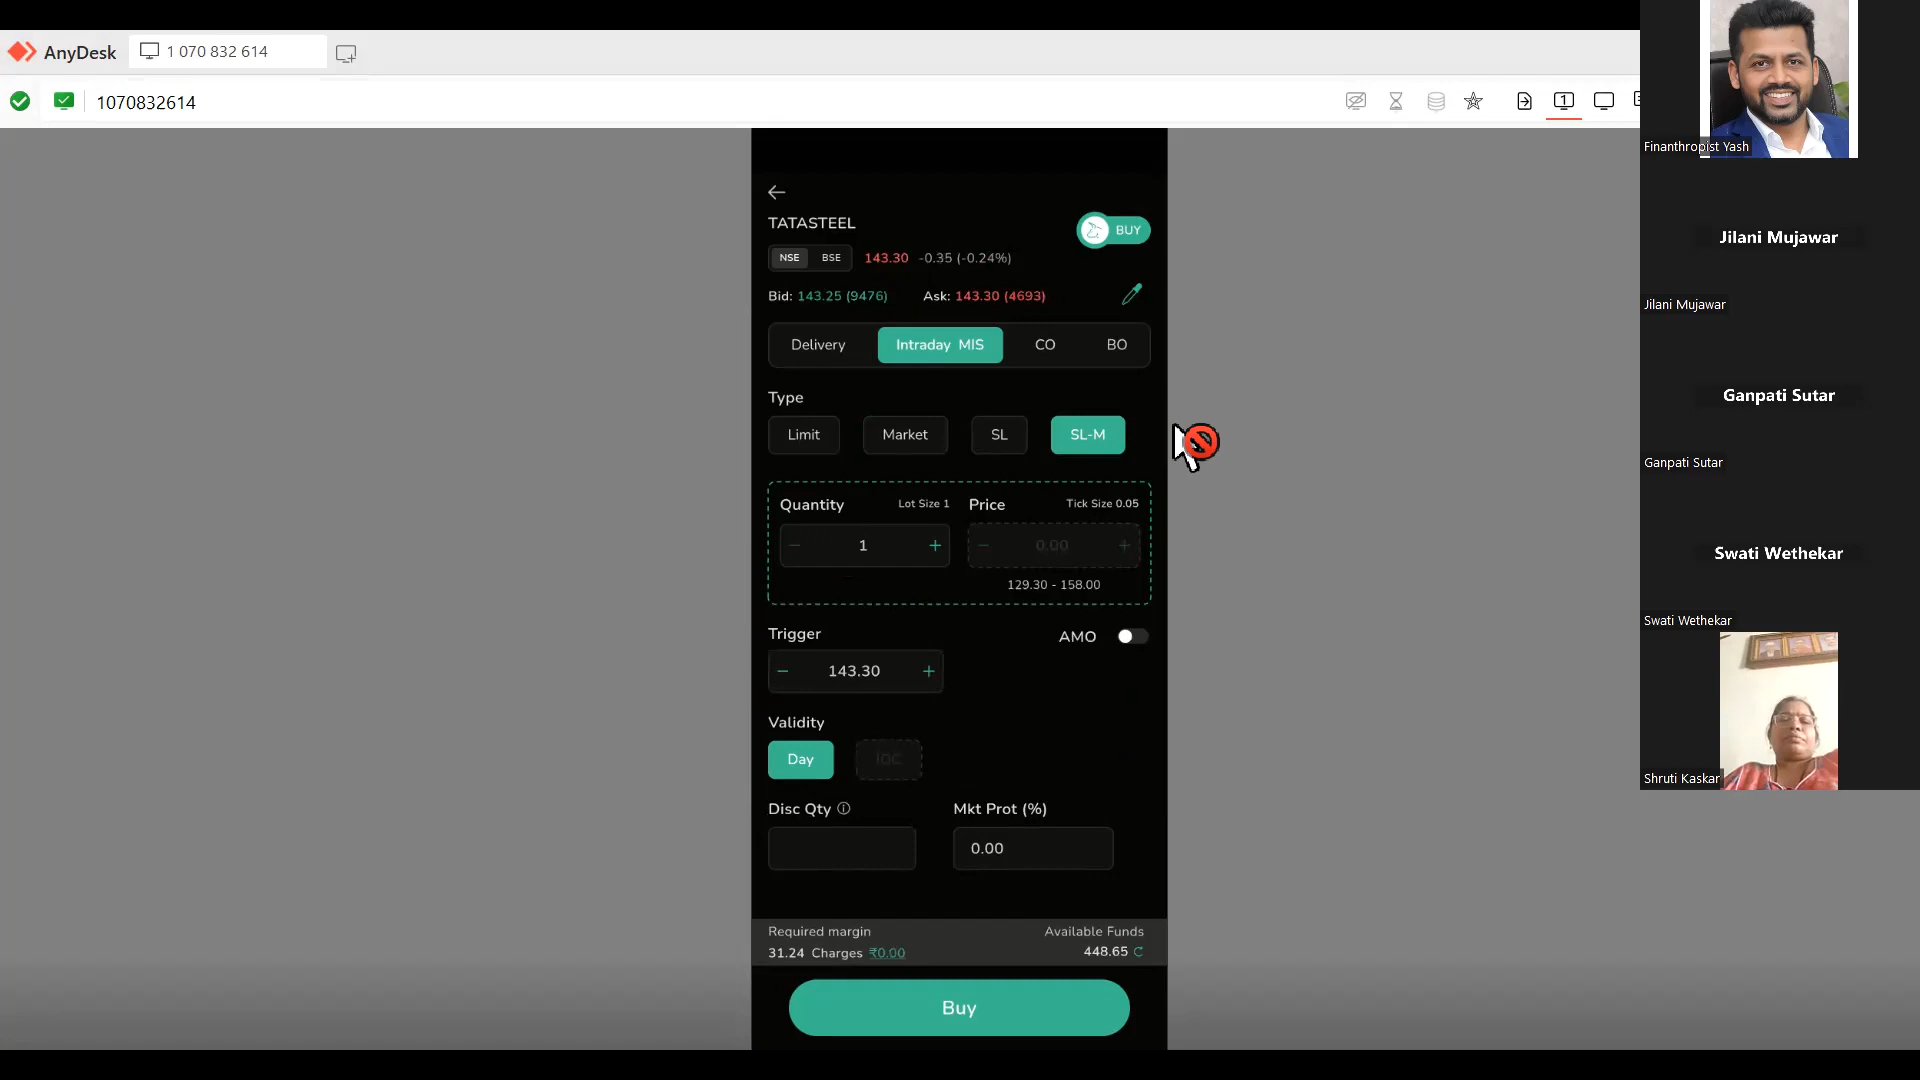 AnyDesk
1 070 832 614
1070832614
1
TATASTEEL
BUY
NSE BSE 143.30 -0.35 (-0.24%)
Bid: 143.25 (9476) Ask: 143.30 (4693)
Delivery Intraday MIS CO BO
Type
Limit Market SL SL-M
Quantity Lot Size 1 Price Tick Size 0.05
− 1 + − 0.00 +
129.30 - 158.00
Trigger AMO
− 143.30 +
Validity
Day IOC
Disc Qty Mkt Prot (%)
0.00
Required margin Available Funds
31.24 Charges ₹0.00 448.65
Buy
Finanthropist Yash
Jilani Mujawar
Jilani Mujawar
Ganpati Sutar
Ganpati Sutar
Swati Wethekar
Swati Wethekar
Shruti Kaskar